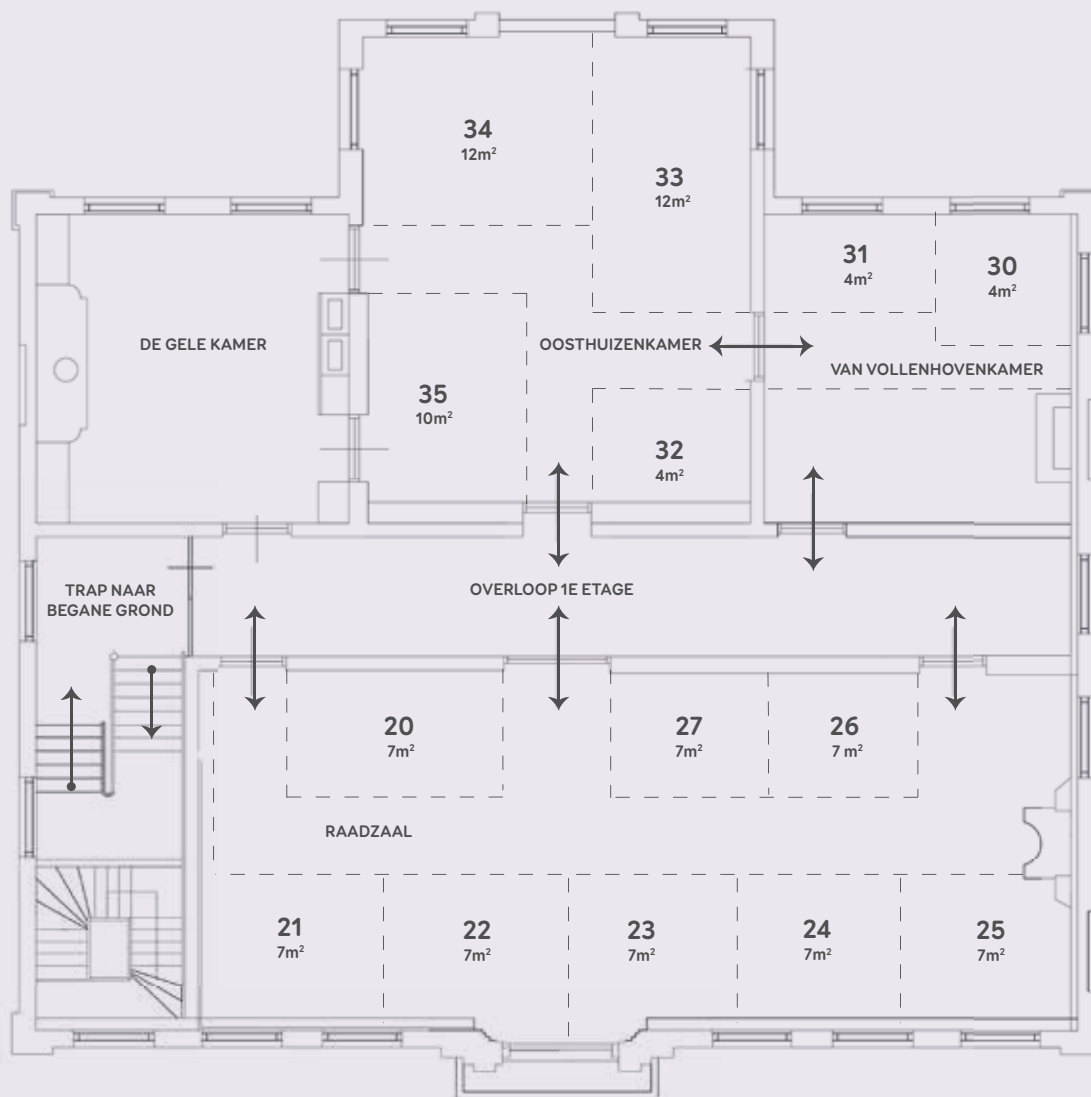 34
12m²
33
12m²
31
4m²
30
4m²
DE GELE KAMER
OOSTHUIZENKAMER
VAN VOLLENHOVENKAMER
35
10m²
32
4m²
TRAP NAAR
BEGANE GROND
OVERLOOP 1E ETAGE
20
7m²
27
7m²
26
7 m²
RAADZAAL
21
7m²
22
7m²
23
7m²
24
7m²
25
7m²